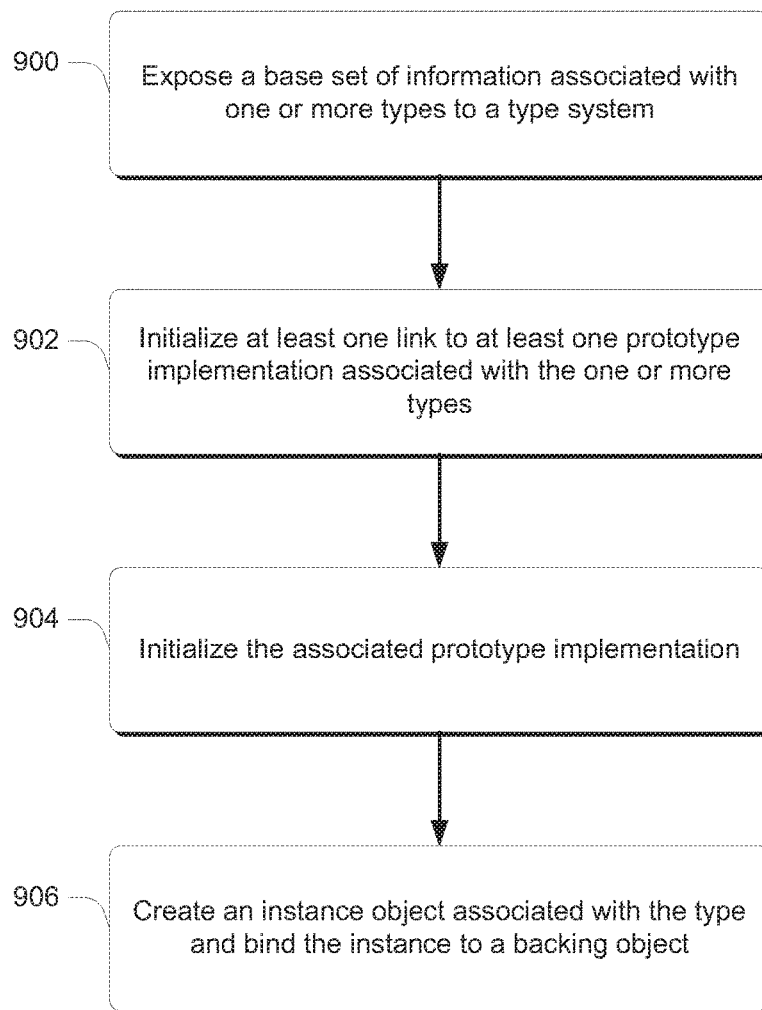 900
Expose a base set of information associated with
one or more types to a type system
902
Initialize at least one link to at least one prototype
implementation associated with the one or more
types
904
Initialize the associated prototype implementation
906
Create an instance object associated with the type
and bind the instance to a backing object